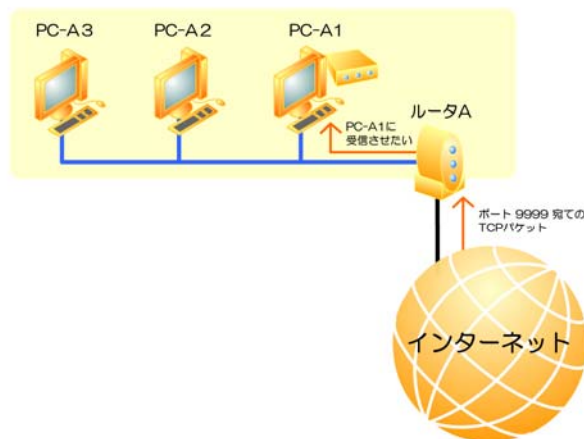 PC-A3
PC-A2
PC-A1
ルータA
PC-A1に
受信させたい
ポート 9999 宛ての
TCPパケット
インターネット